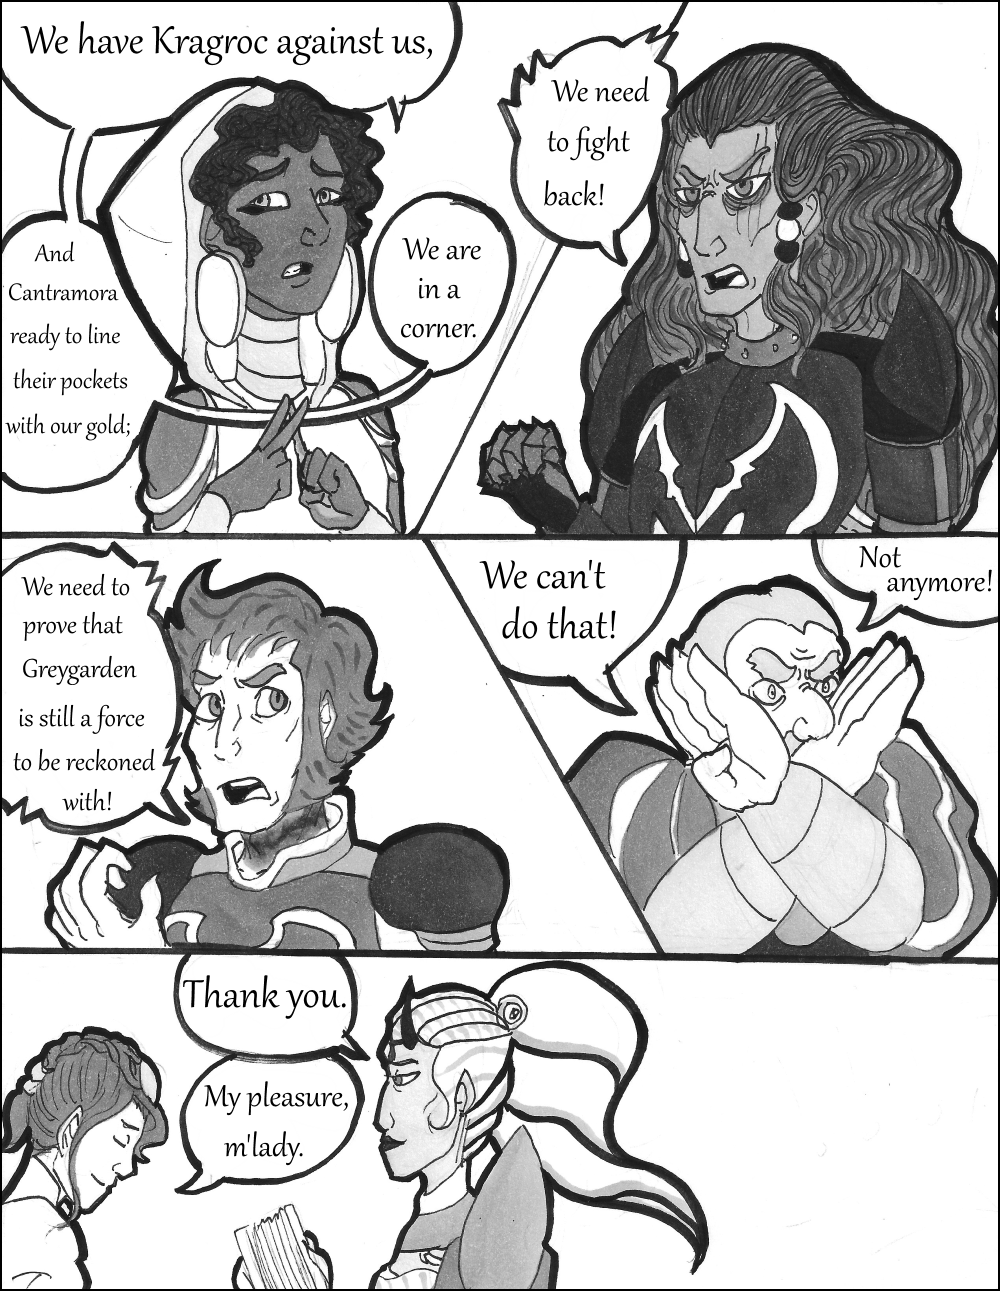 We have Kragroc against us,
And
Cantramora
ready to line
their pockets
with our gold;
We are
in a
corner.
We need
to fight
back!
We need to
prove that
Greygarden
is still a force
to be reckoned
with!
We can't
do that!
Not
anymore!
Thank you.
My pleasure,
m'lady.